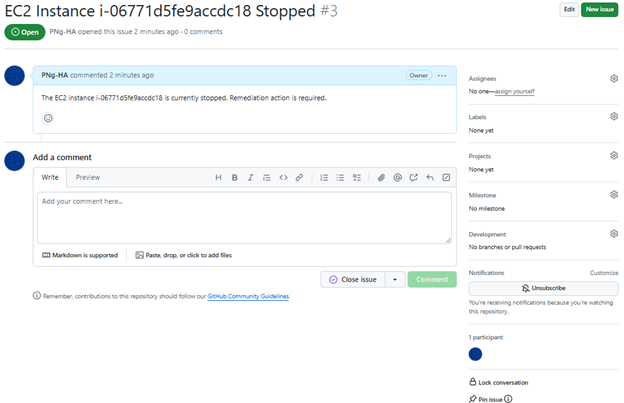 EC2 Instance i-06771d5fe9accdc18 Stopped #3
Edit
New issue
Open
PNg-HA opened this issue 2 minutes ago · 0 comments
PNg-HA commented 2 minutes ago
Owner
The EC2 instance i-06771d5fe9accdc18 is currently stopped. Remediation action is required.
Add a comment
Write
Preview
Add your comment here...
Markdown is supported
Paste, drop, or click to add files
Close issue
Comment
Remember, contributions to this repository should follow our GitHub Community Guidelines.
Assignees
No one—assign yourself
Labels
None yet
Projects
None yet
Milestone
No milestone
Development
No branches or pull requests
Notifications
Customize
Unsubscribe
You're receiving notifications because you're watching
this repository.
1 participant
Lock conversation
Pin issue